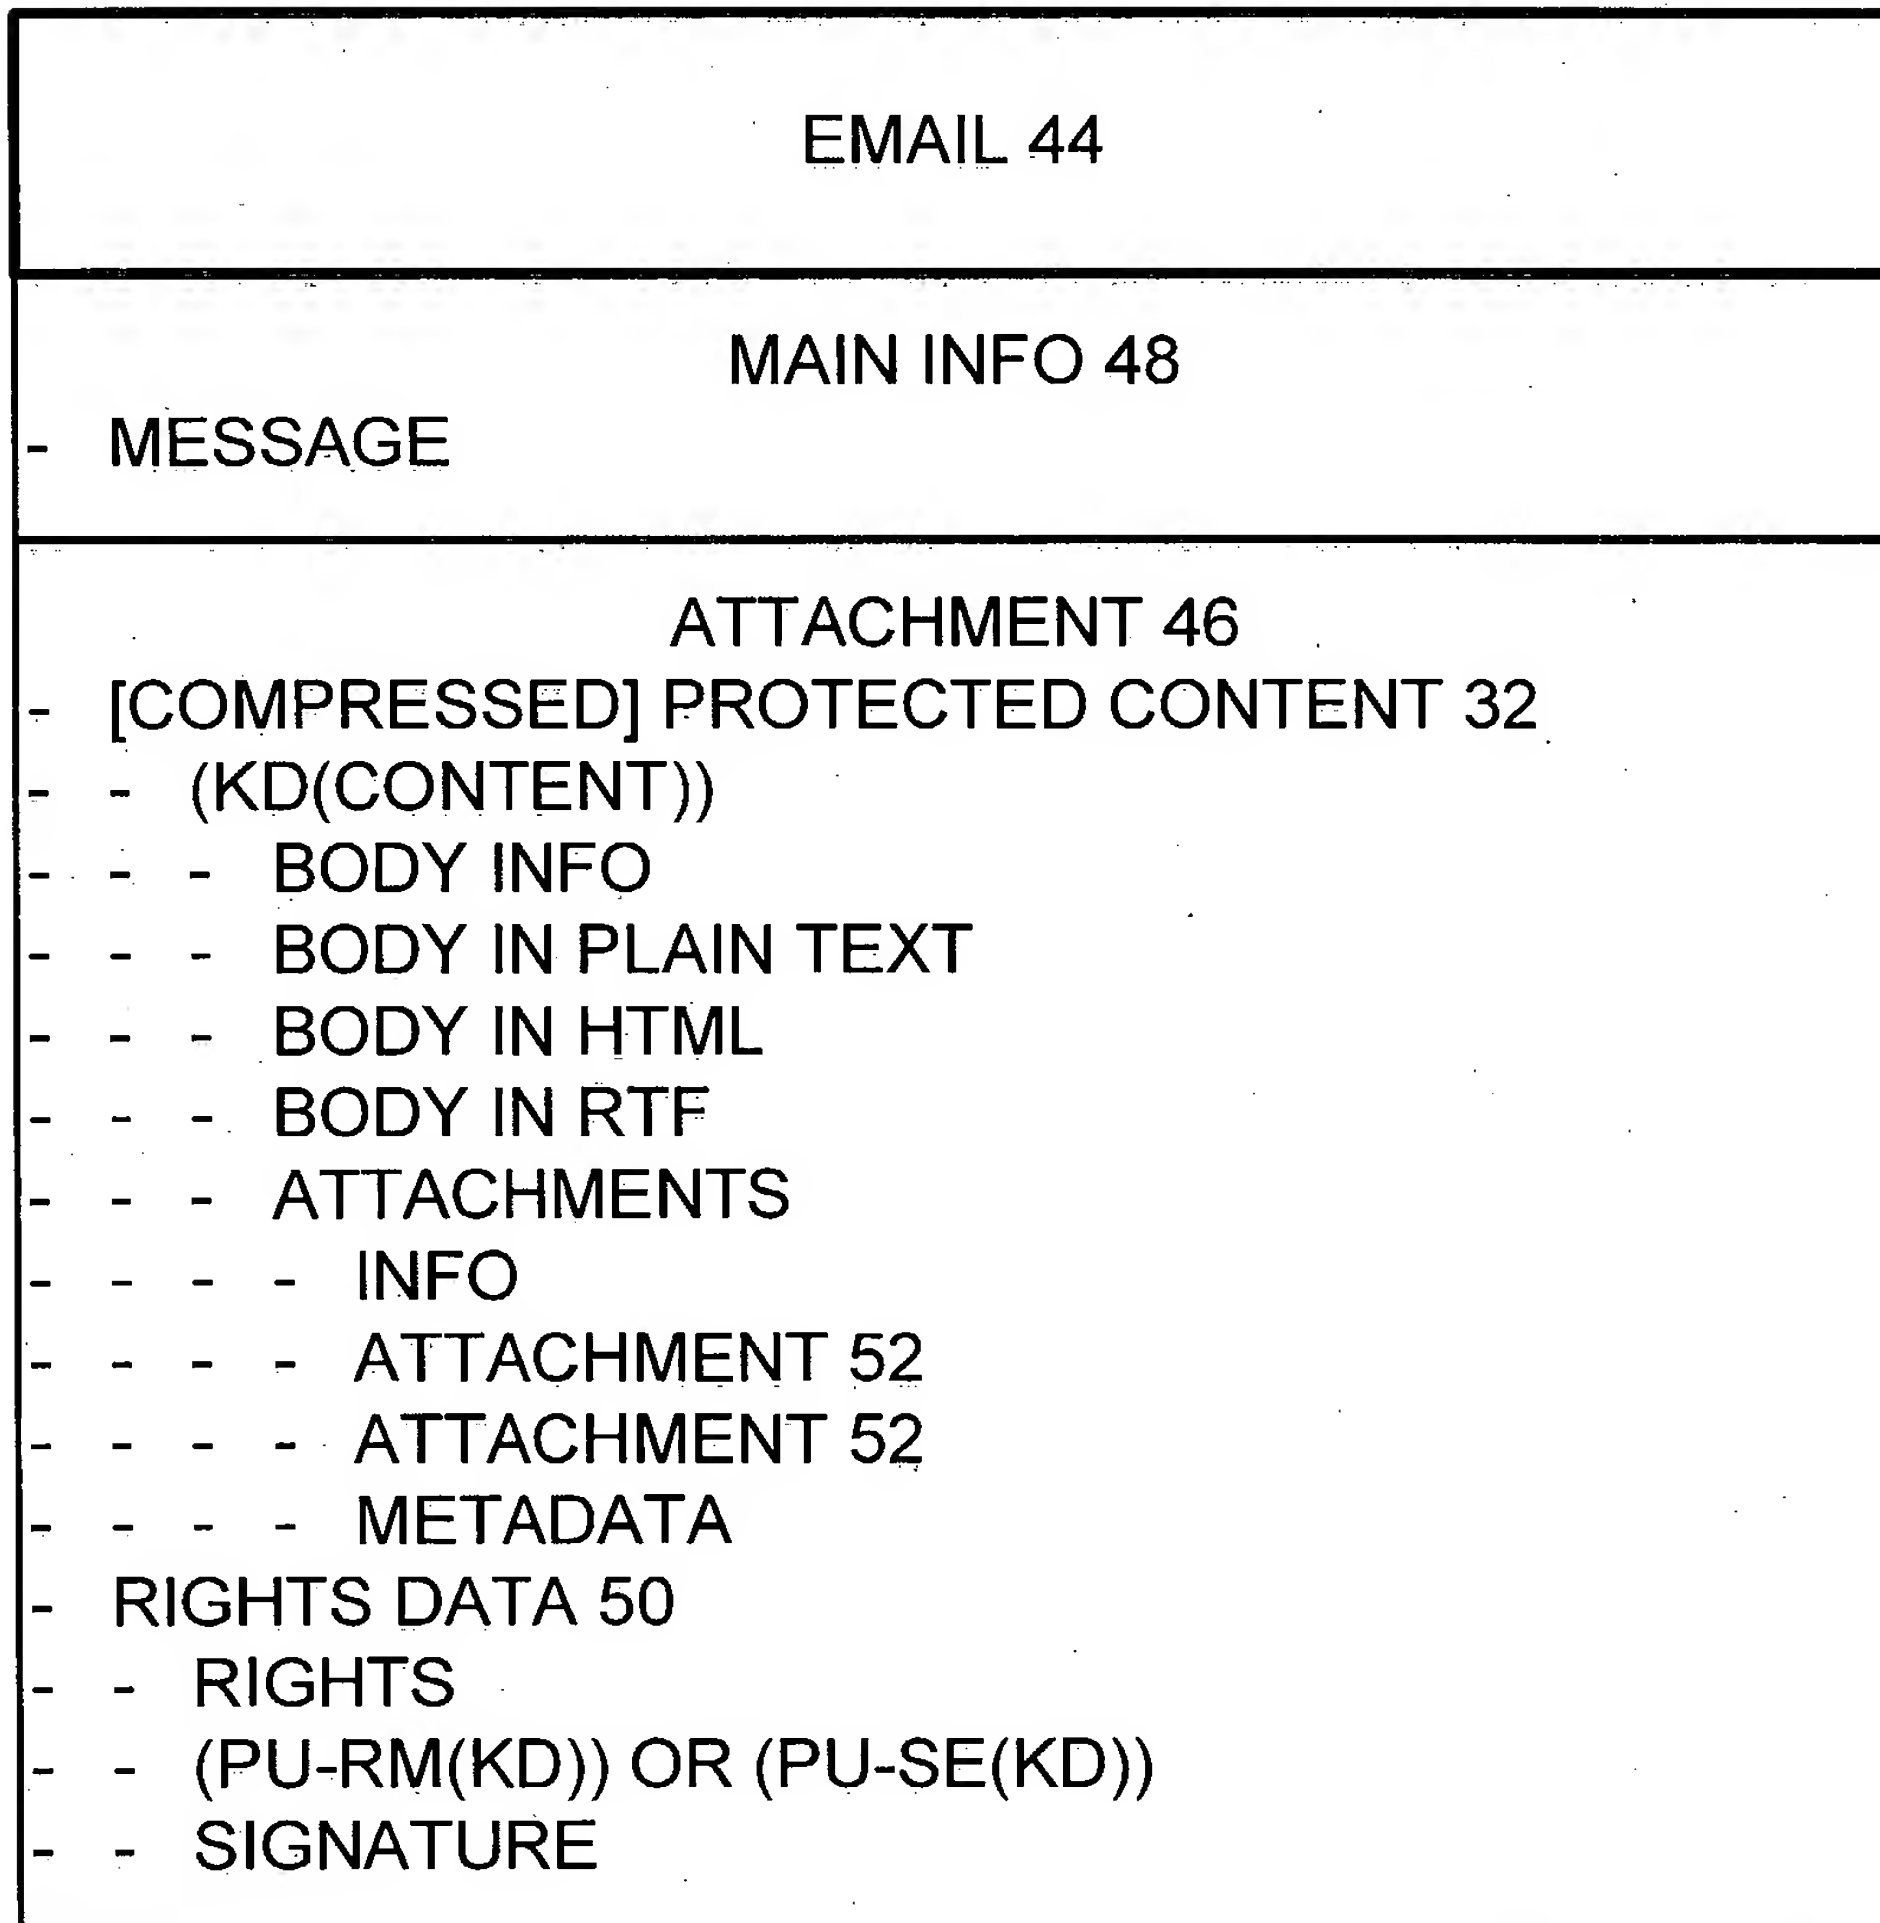 EMAIL 44
MAIN INFO 48
- MESSAGE
ATTACHMENT 46
- [COMPRESSED] PROTECTED CONTENT 32
- - (KD(CONTENT))
- - - BODY INFO
- - - BODY IN PLAIN TEXT
- - - BODY IN HTML
- - - BODY IN RTF
- - - ATTACHMENTS
- - - - INFO
- - - - ATTACHMENT 52
- - - - ATTACHMENT 52
- - - - METADATA
- RIGHTS DATA 50
- - RIGHTS
- - (PU-RM(KD)) OR (PU-SE(KD))
- - SIGNATURE